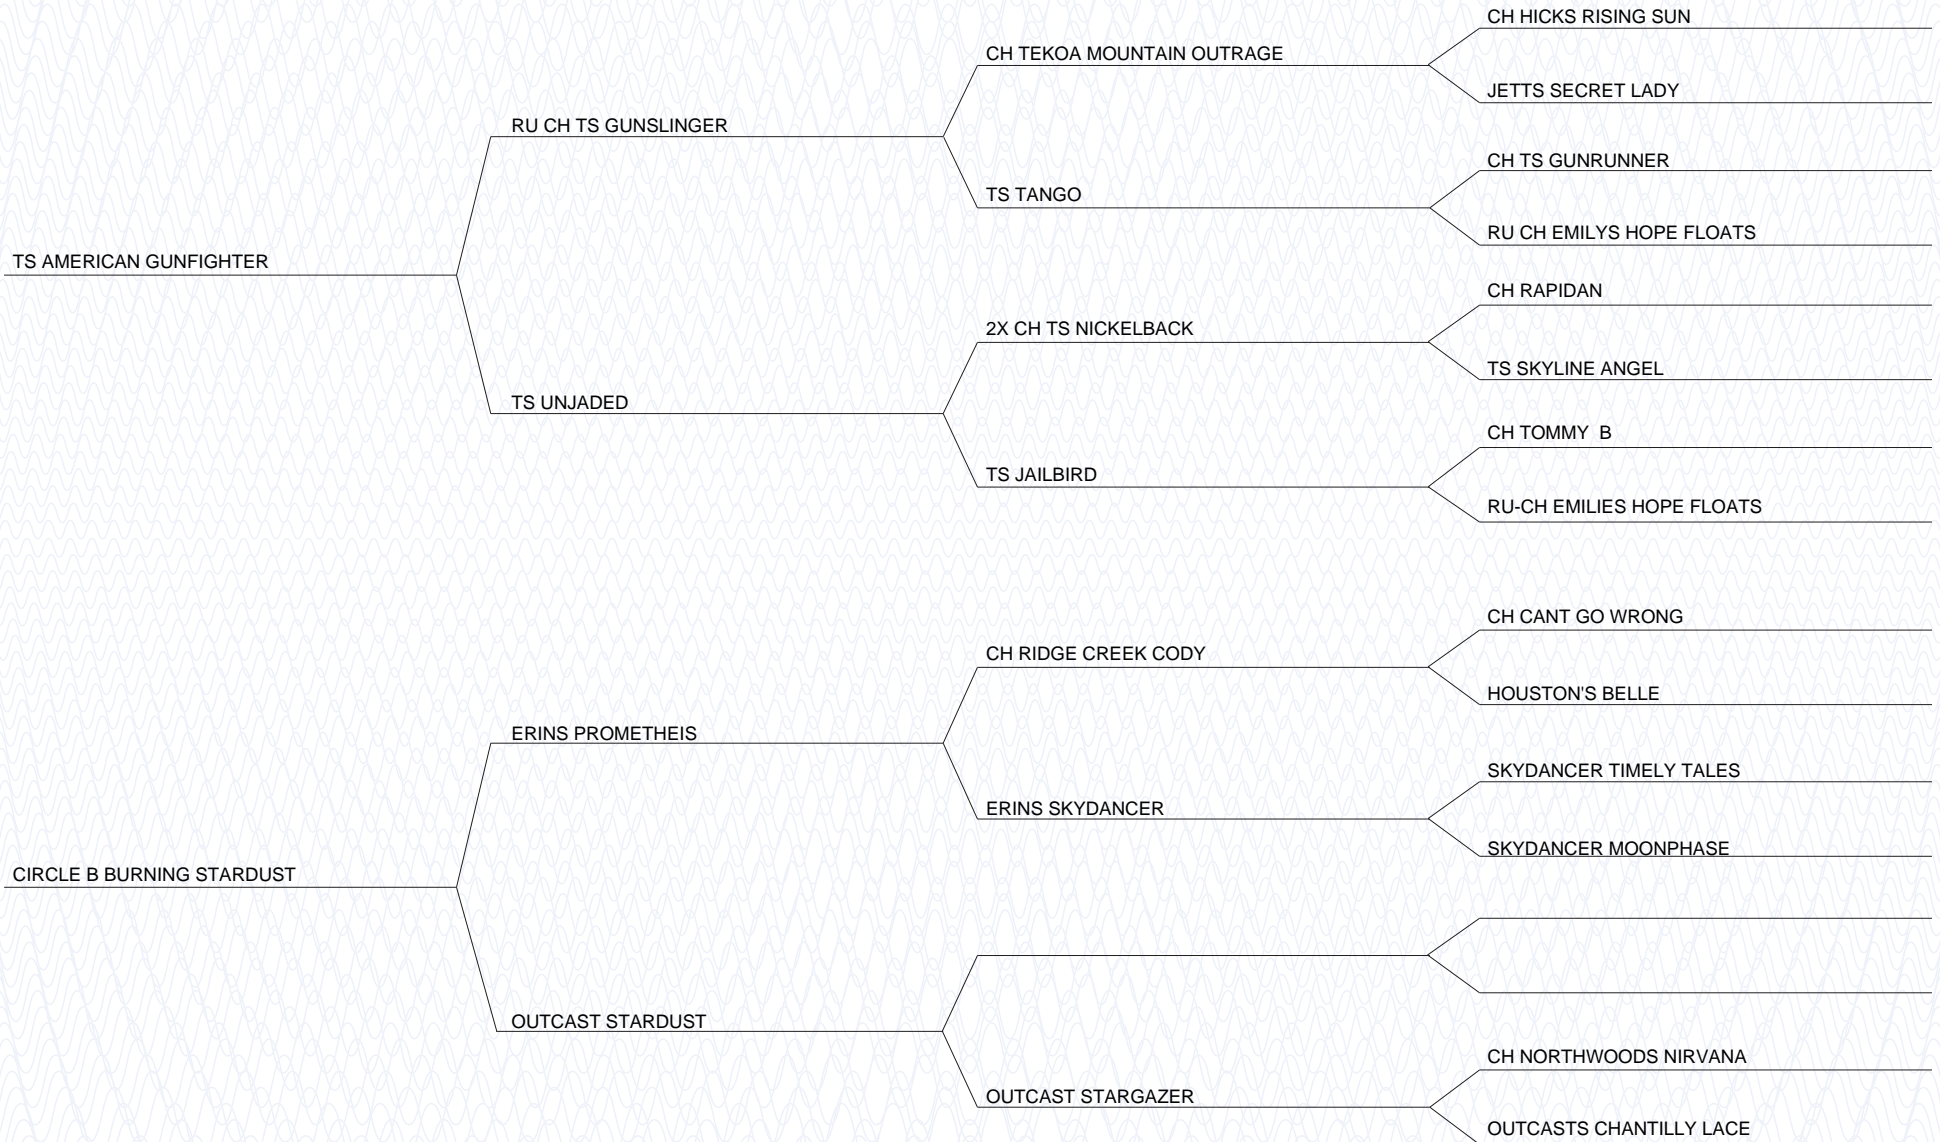 CH HICKS RISING SUN
CH TEKOA MOUNTAIN OUTRAGE
JETTS SECRET LADY
RU CH TS GUNSLINGER
CH TS GUNRUNNER
TS TANGO
RU CH EMILYS HOPE FLOATS
TS AMERICAN GUNFIGHTER
CH RAPIDAN
2X CH TS NICKELBACK
TS SKYLINE ANGEL
TS UNJADED
CH TOMMY  B
TS JAILBIRD
RU-CH EMILIES HOPE FLOATS
CH CANT GO WRONG
CH RIDGE CREEK CODY
HOUSTON'S BELLE
ERINS PROMETHEIS
SKYDANCER TIMELY TALES
ERINS SKYDANCER
SKYDANCER MOONPHASE
CIRCLE B BURNING STARDUST
OUTCAST STARDUST
CH NORTHWOODS NIRVANA
OUTCAST STARGAZER
OUTCASTS CHANTILLY LACE